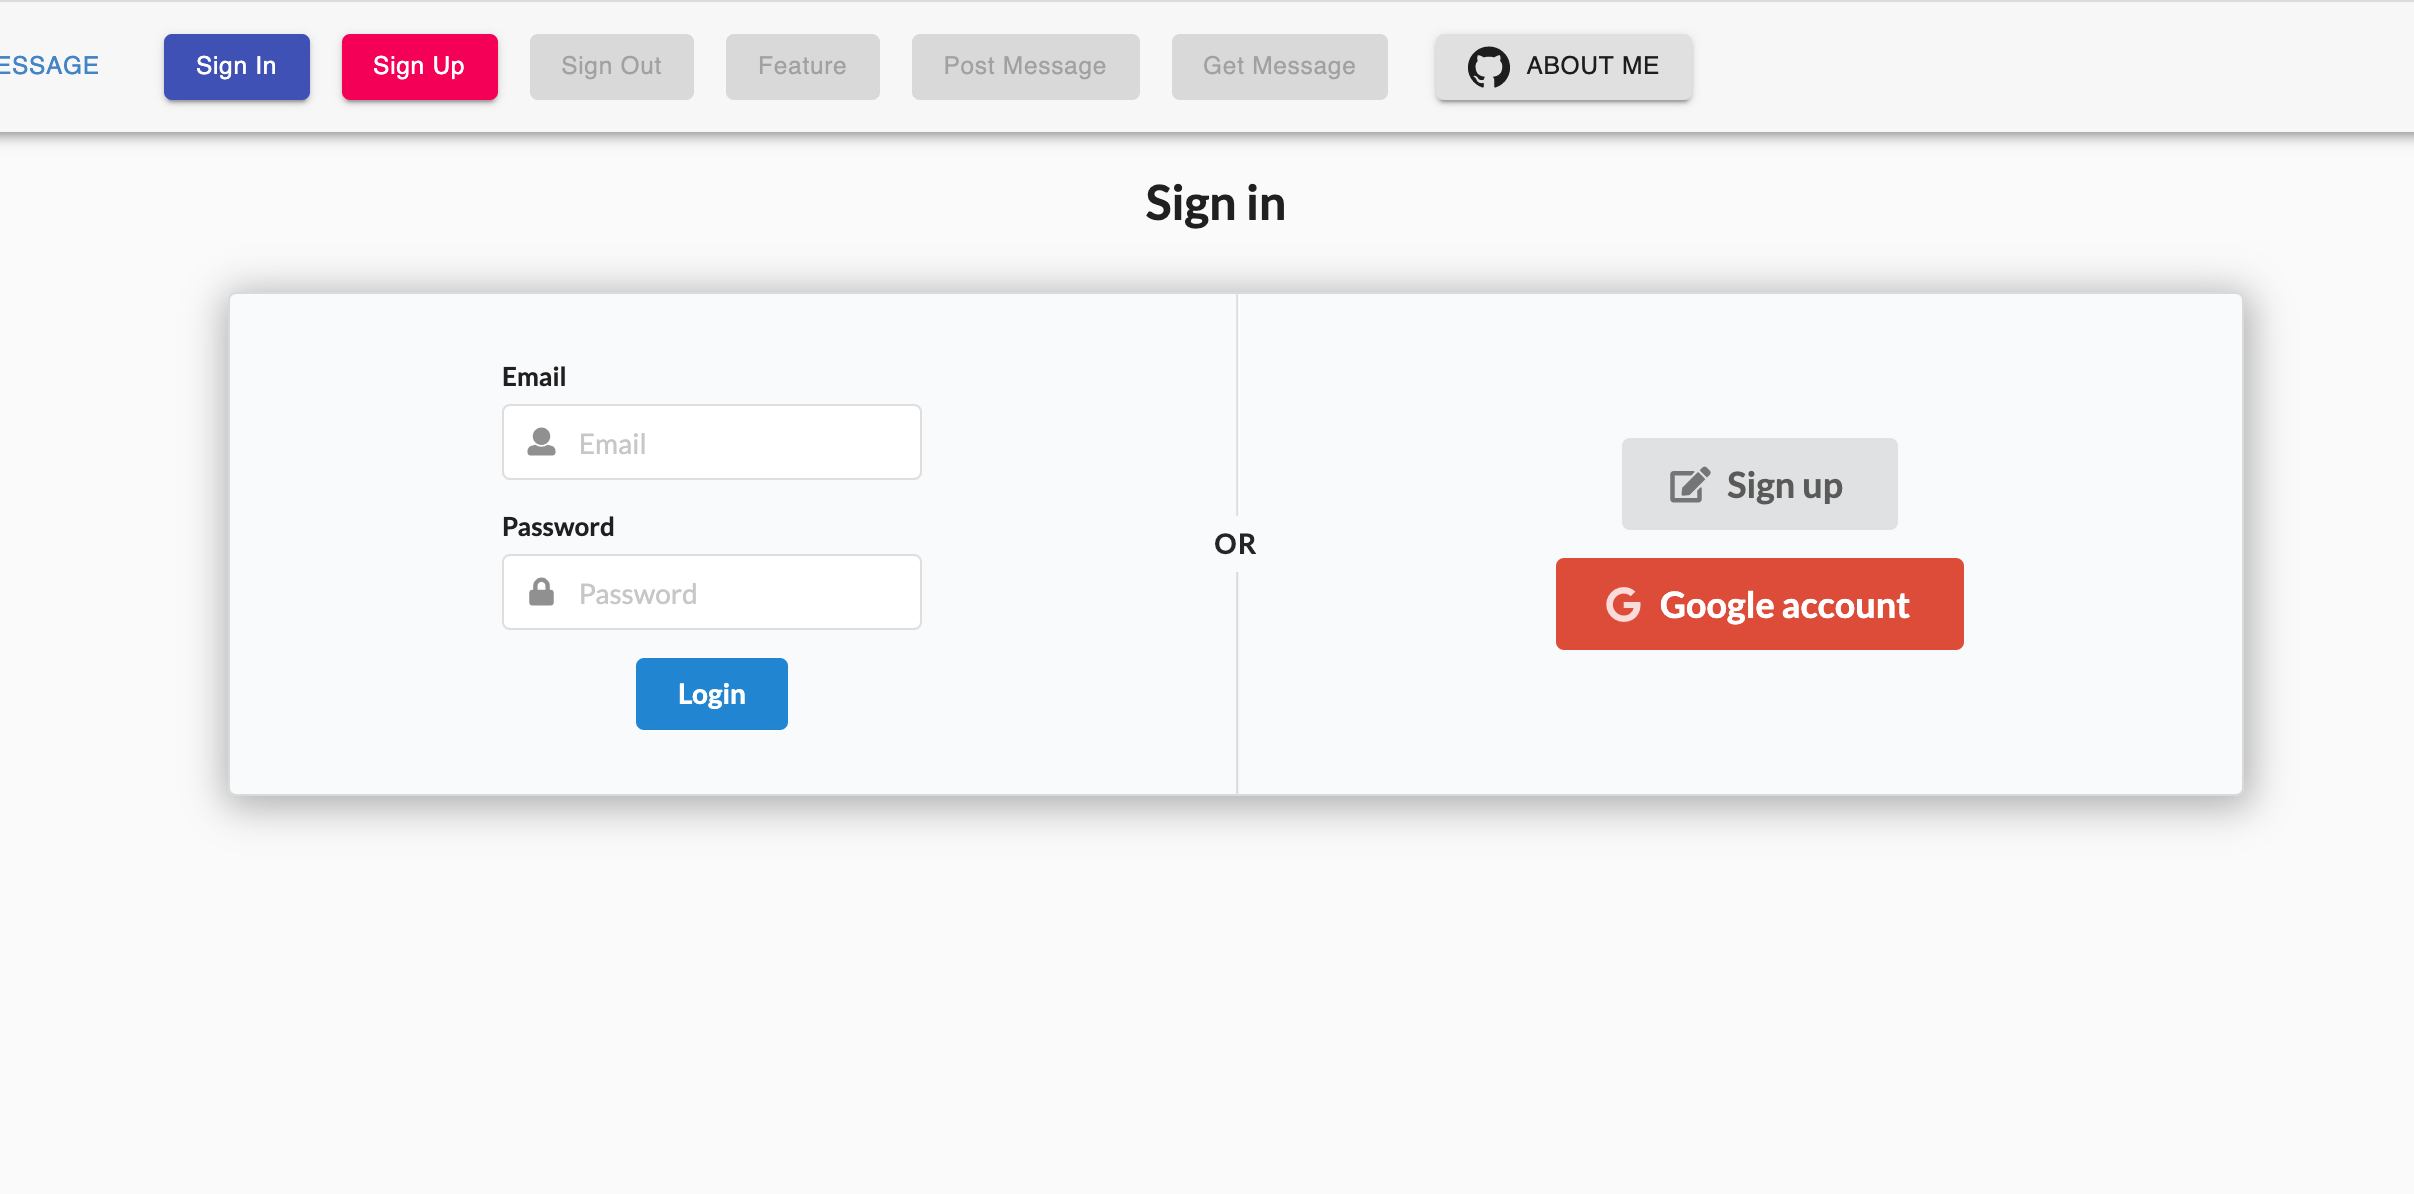 ESSAGE Sign In Sign Up Sign Out Feature Post Message Get Message ABOUT ME
Sign in
Email
Email
Password
Password
Login
OR
Sign up
Google account